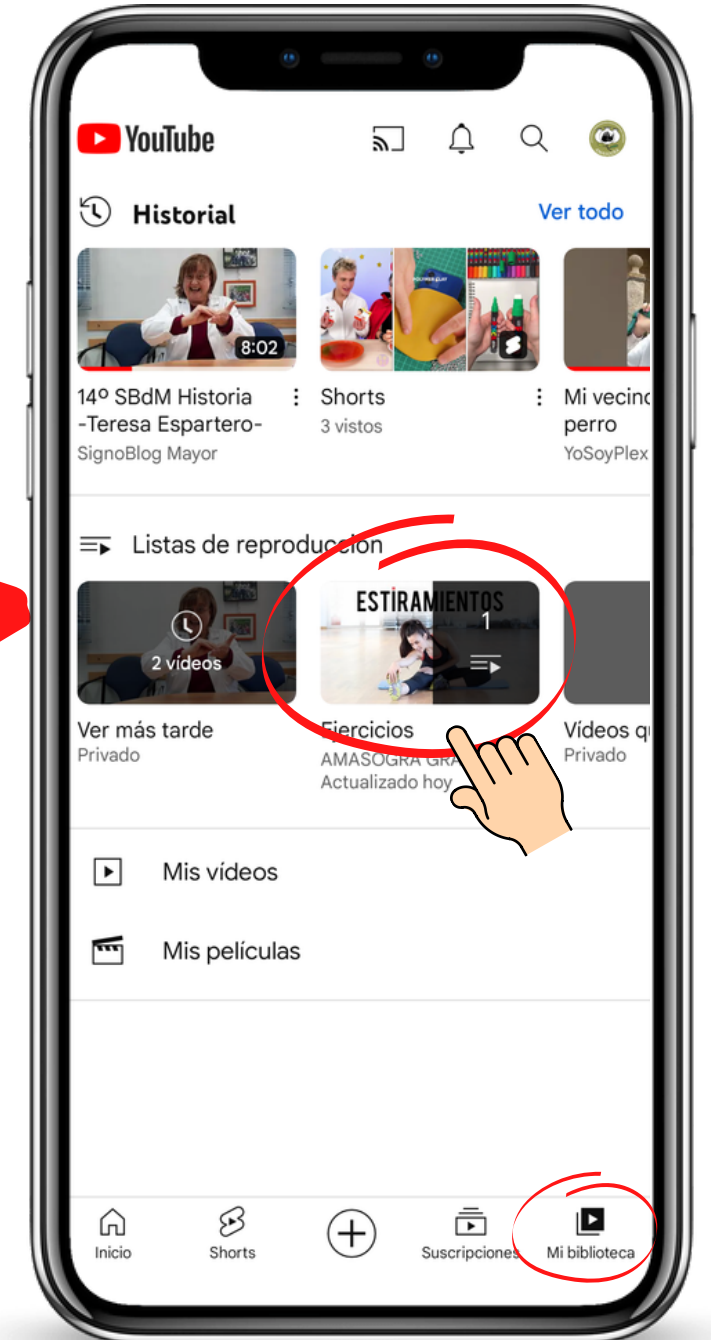 YouTube
Historial
Ver todo
8:02
POLYMER CLAY
14º SBdM Historia
-Teresa Espartero-
SignoBlog Mayor
Shorts
3 vistos
Mi vecino
perro
YoSoyPlex
Listas de reproducción
2 vídeos
ESTIRAMIENTOS
1
Ver más tarde
Privado
Ejercicios
AMASOGRA GRA
Actualizado hoy
Vídeos q
Privado
Mis vídeos
Mis películas
Inicio
Shorts
Suscripciones
Mi biblioteca